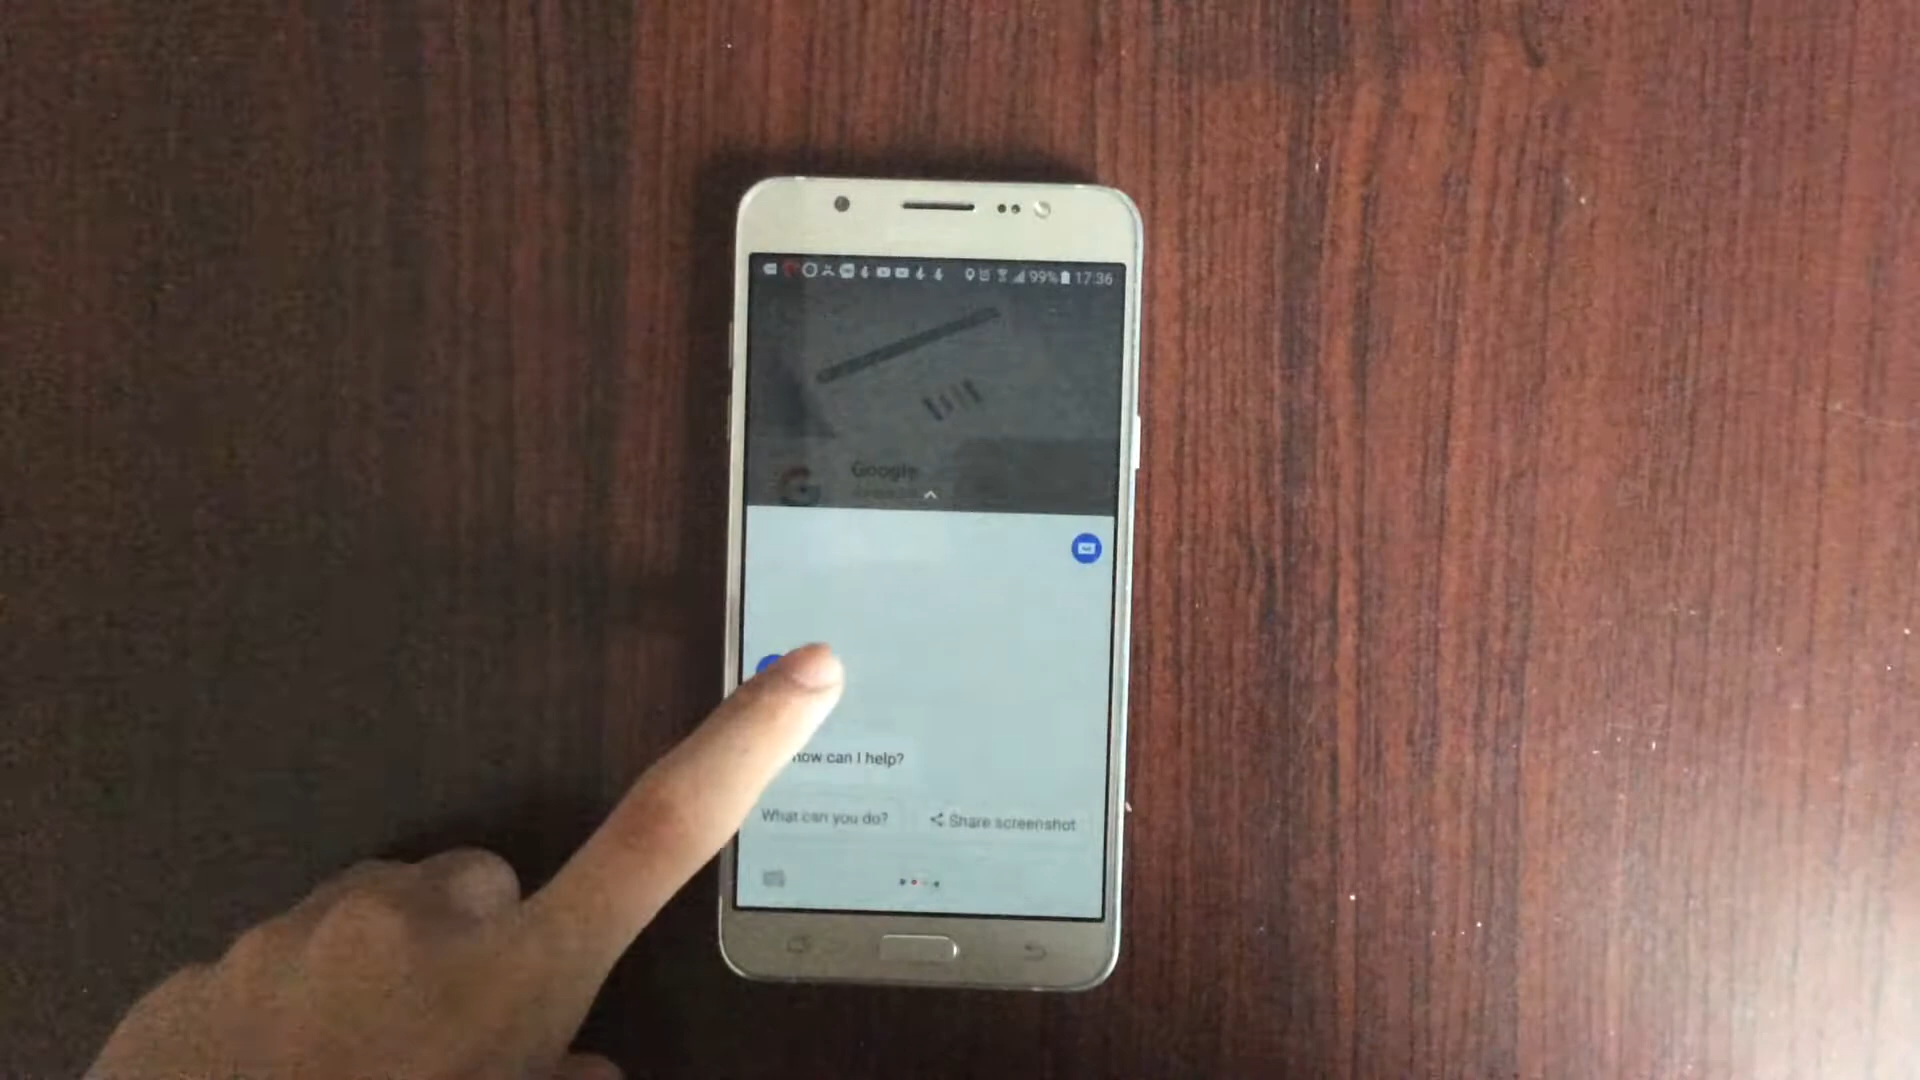 99% 17:36
Google
how can I help?
What can you do?
Share screenshot